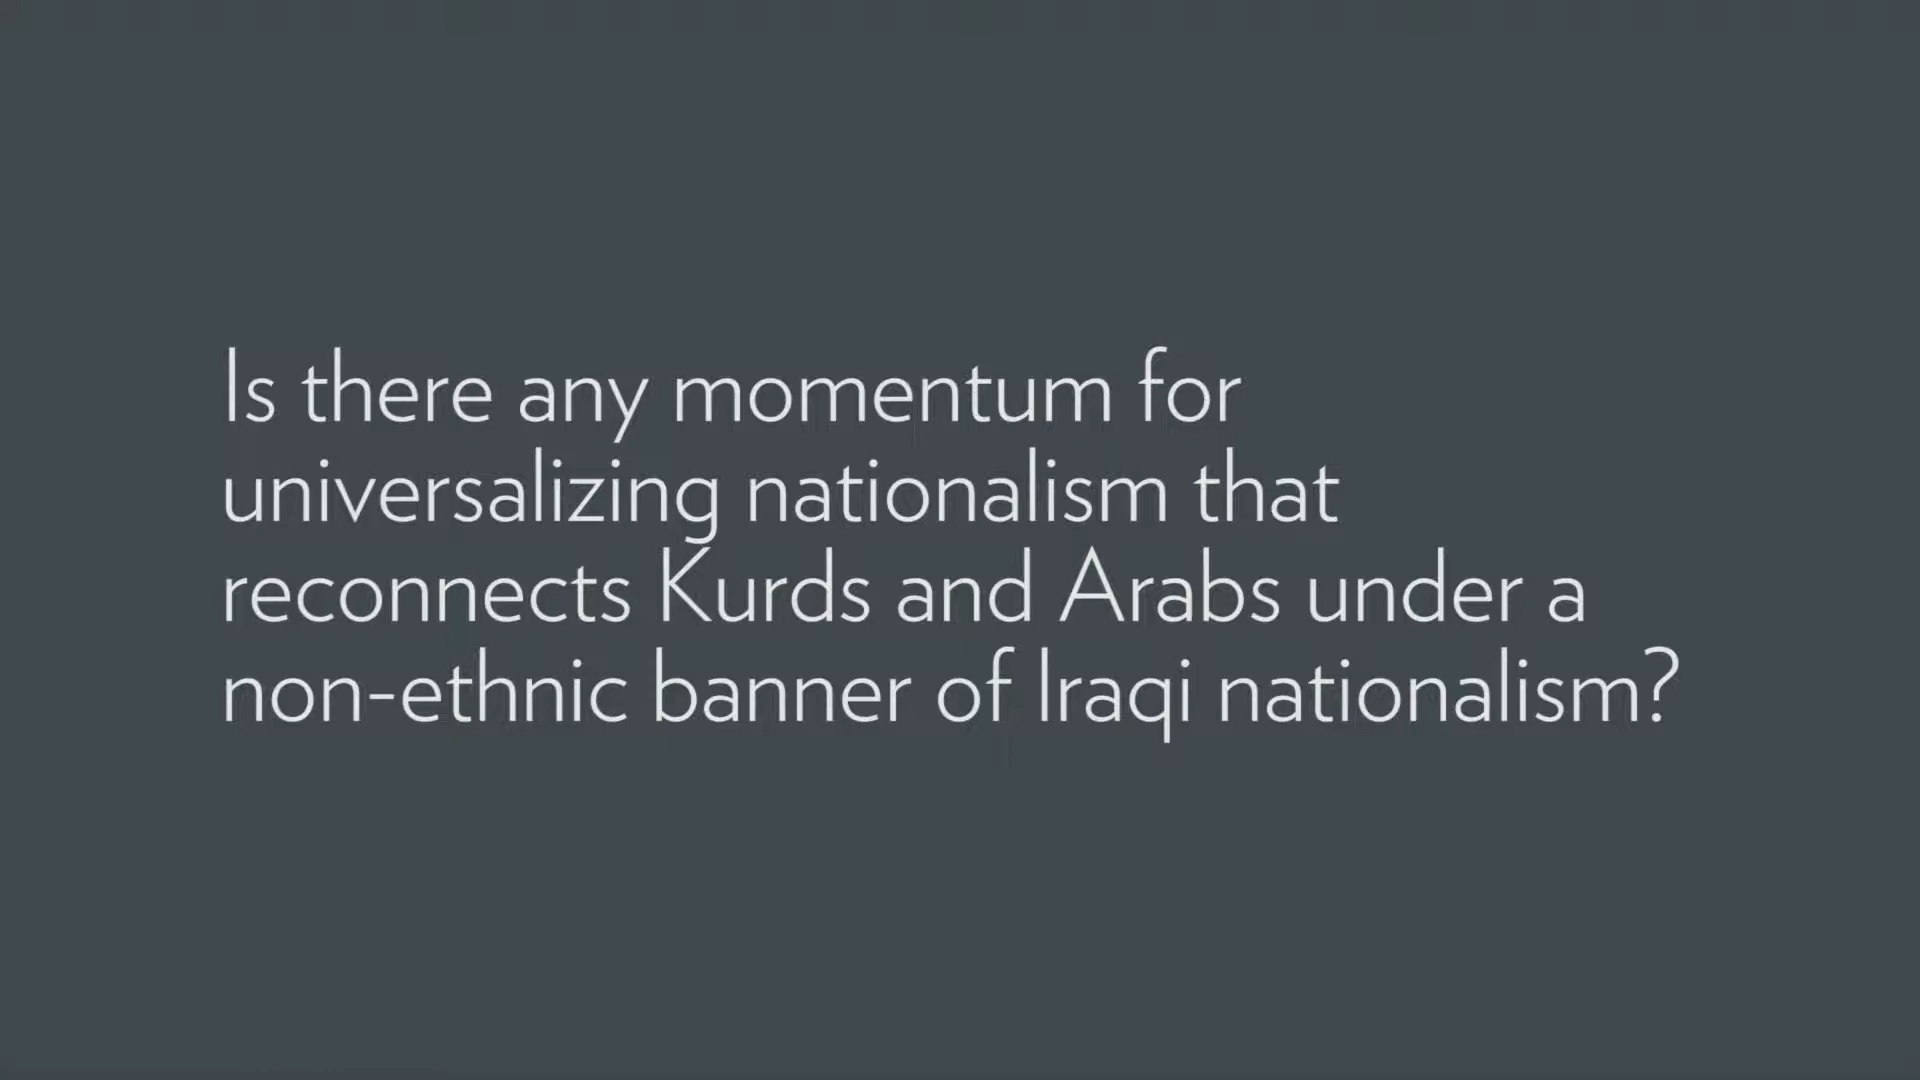 Is there any momentum for
universalizing nationalism that
reconnects Kurds and Arabs under a
non-ethnic banner of Iraqi nationalism?